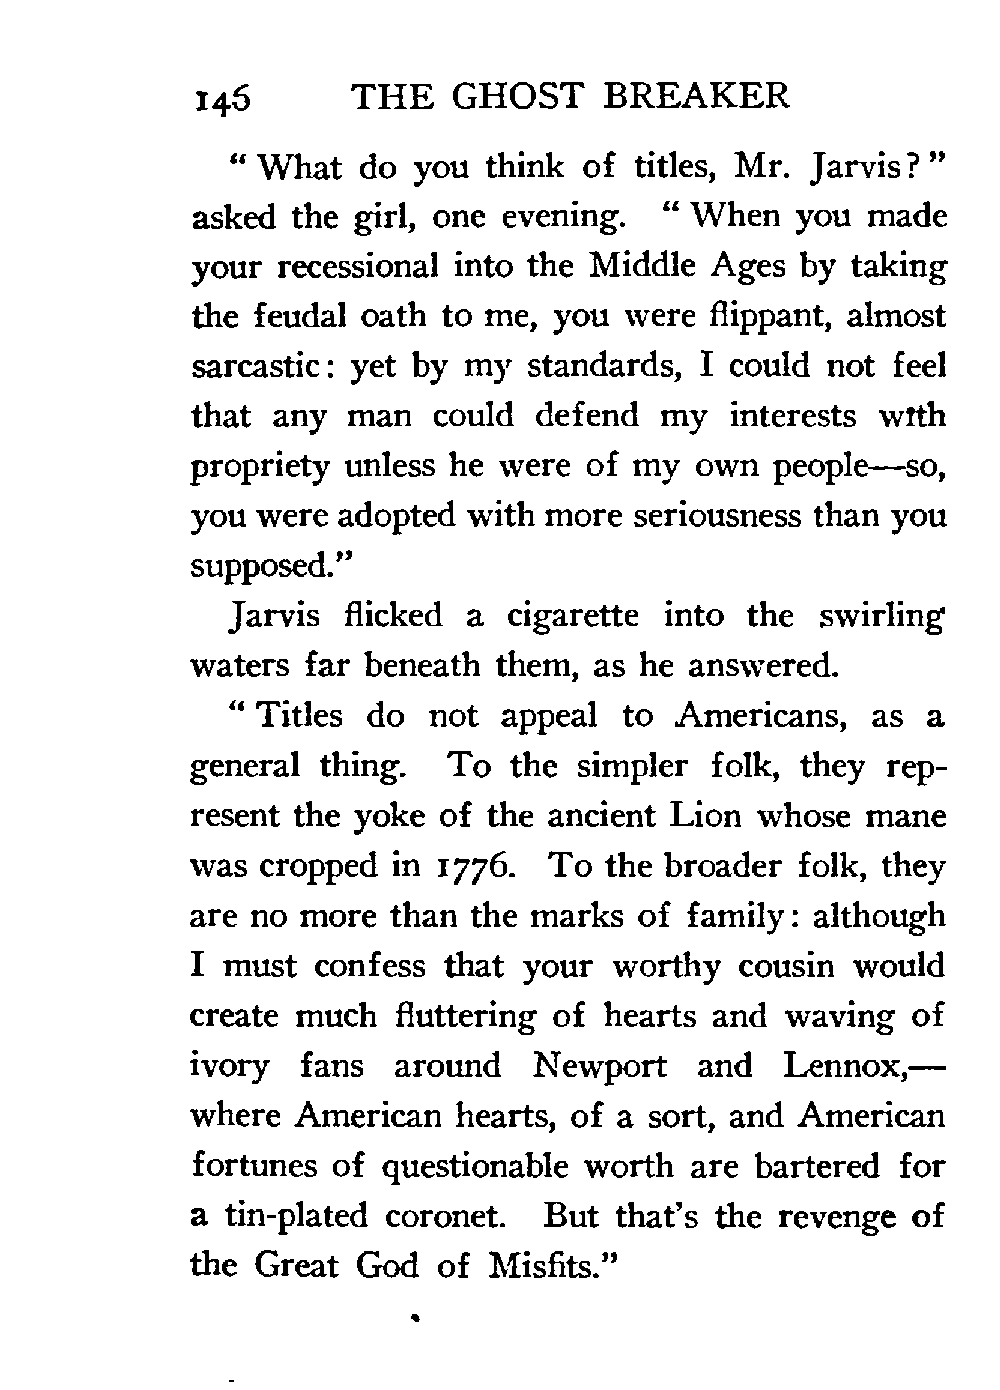 146 THE GHOST BREAKER
“ What do you think of titles, Mr. Jarvis? ”
asked the girl, one evening. “ When you made
your recessional into the Middle Ages by taking
the feudal oath to me, you were flippant, almost
sarcastic: yet by my standards, I could not feel
that any man could defend my interests with
propriety unless he were of my own people—so,
you were adopted with more seriousness than you
supposed.”
Jarvis flicked a cigarette into the swirling
waters far beneath them, as he answered.
“ Titles do not appeal to Americans, as a
general thing. To the simpler folk, they rep-
resent the yoke of the ancient Lion whose mane
was cropped in 1776. To the broader folk, they
are no more than the marks of family: although
I must confess that your worthy cousin would
create much fluttering of hearts and waving of
ivory fans around Newport and Lennox,—
where American hearts, of a sort, and American
fortunes of questionable worth are bartered for
a tin-plated coronet. But that’s the revenge of
the Great God of Misfits.”